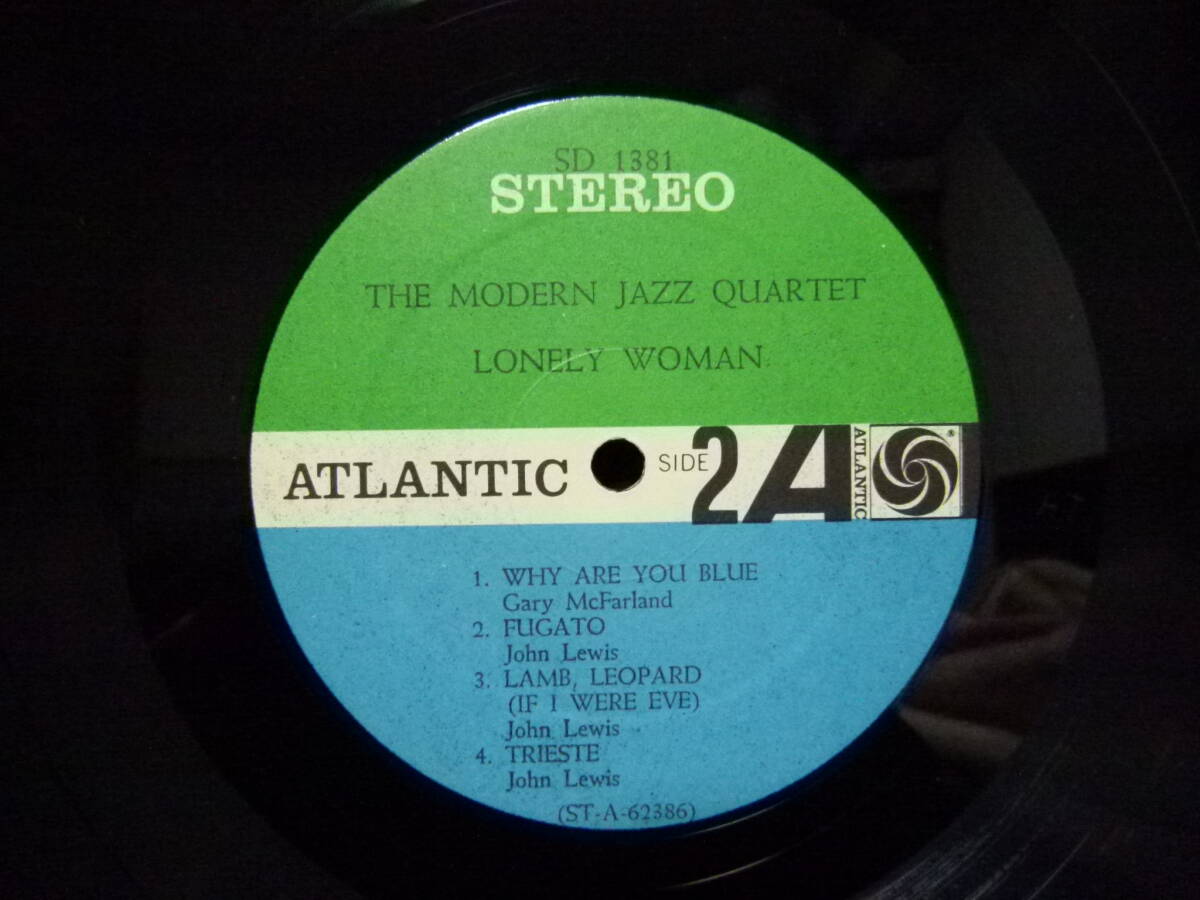 SD 1381
STEREO
THE MODERN JAZZ QUARTET
LONELY WOMAN
ATLANTIC SIDE 2 A ATLANTIC ®
1. WHY ARE YOU BLUE
Gary McFarland
2. FUGATO
John Lewis
3. LAMB, LEOPARD
(IF I WERE EVE)
John Lewis
4. TRIESTE
John Lewis
(ST-A-62386)